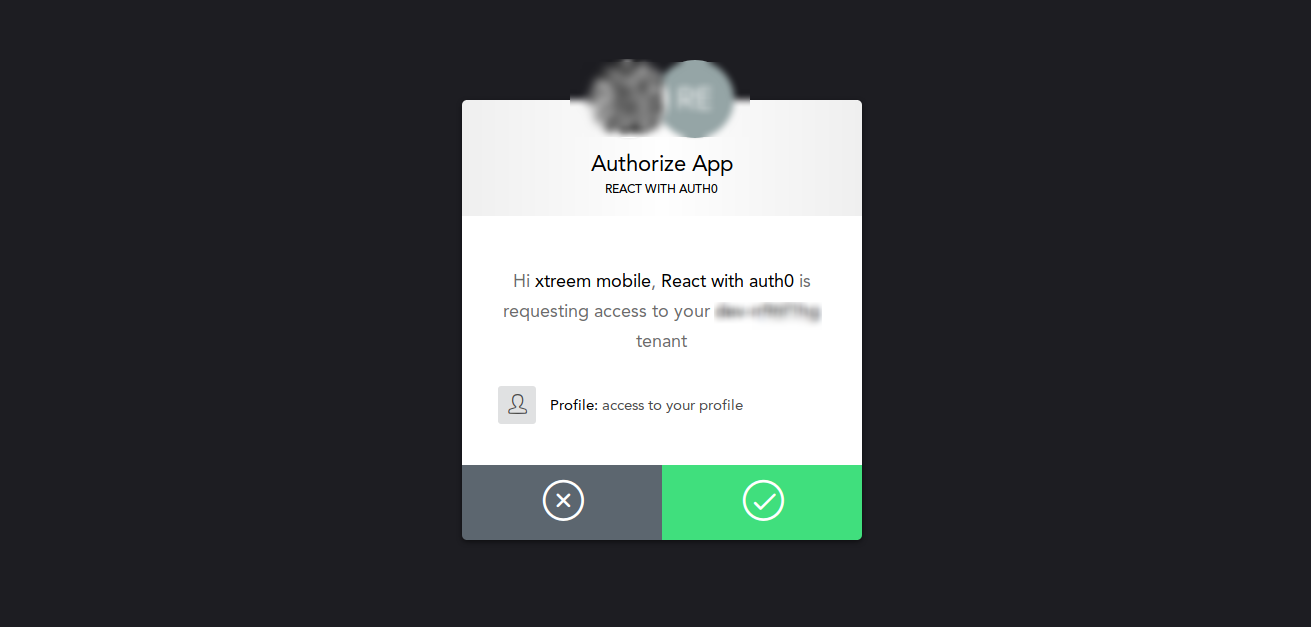 RE
Authorize App
REACT WITH AUTH0
Hi xtreem mobile, React with auth0 is
requesting access to your
tenant
Profile: access to your profile